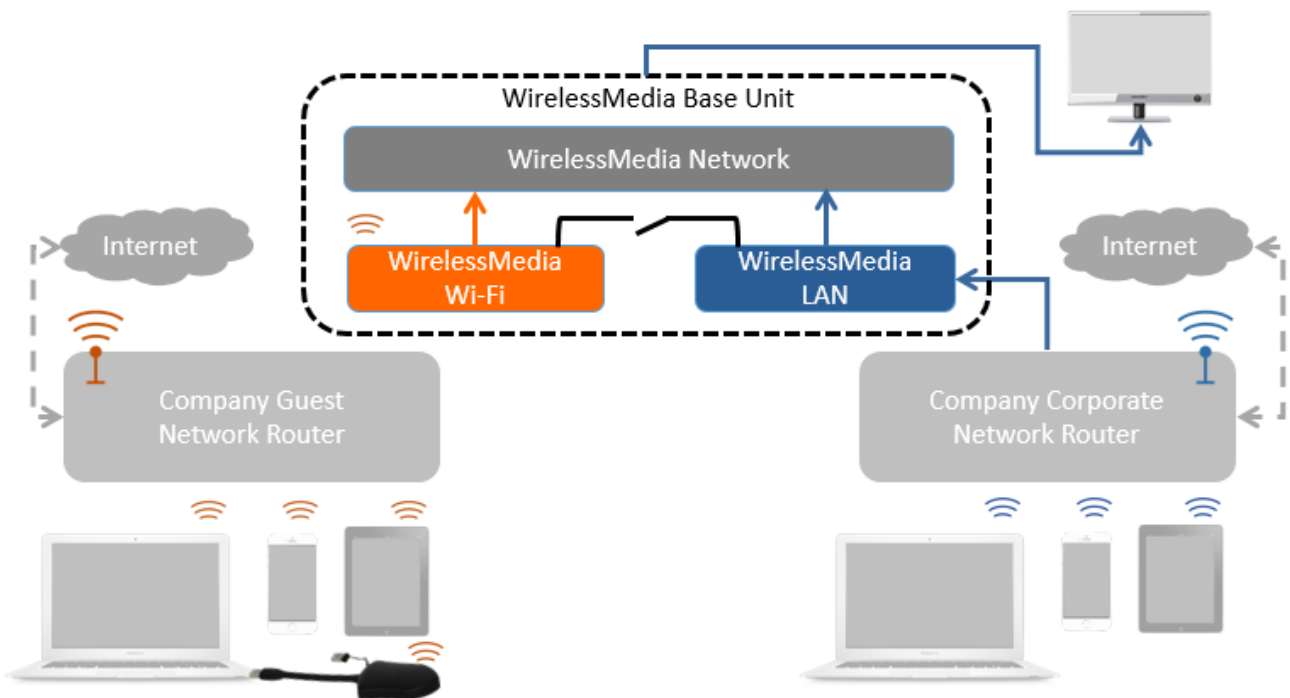 WirelessMedia Base Unit
WirelessMedia Network
Internet
WirelessMedia
Wi-Fi
WirelessMedia
LAN
Internet
Company Guest
Network Router
Company Corporate
Network Router